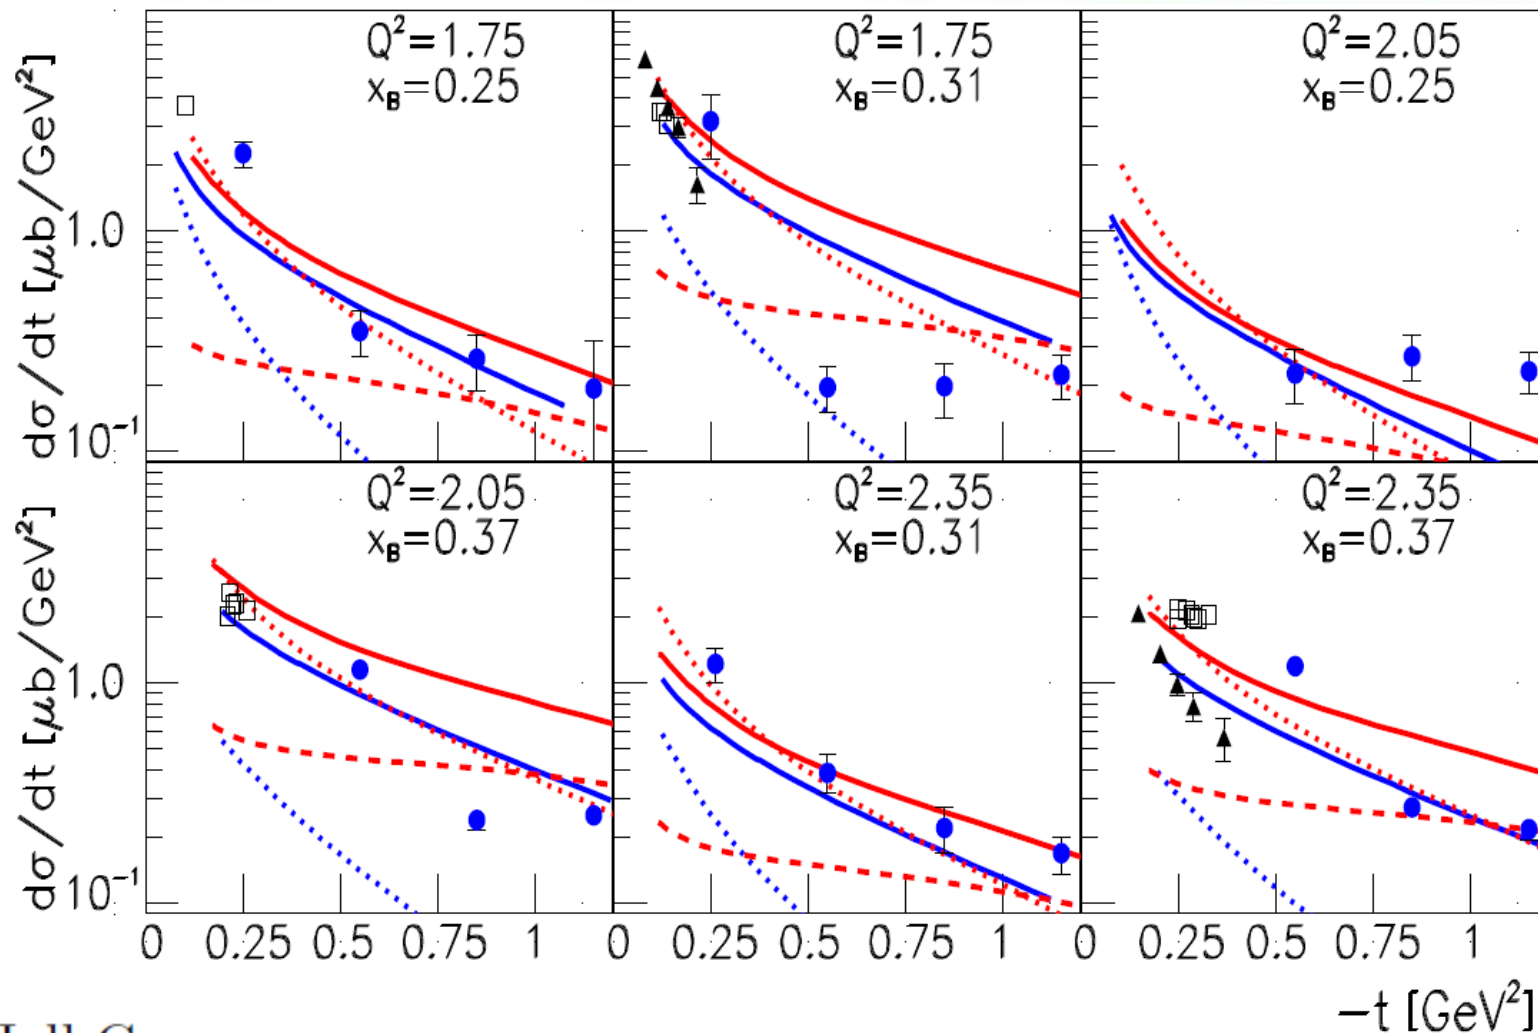 Q²=1.75
x_B=0.25
Q²=1.75
x_B=0.31
Q²=2.05
x_B=0.25
dσ/dt [μb/GeV²]
1.0
10⁻¹
Q²=2.05
x_B=0.37
Q²=2.35
x_B=0.31
Q²=2.35
x_B=0.37
dσ/dt [μb/GeV²]
1.0
10⁻¹
0 0.25 0.5 0.75 1 0 0.25 0.5 0.75 1 0 0.25 0.5 0.75 1
−t [GeV²]